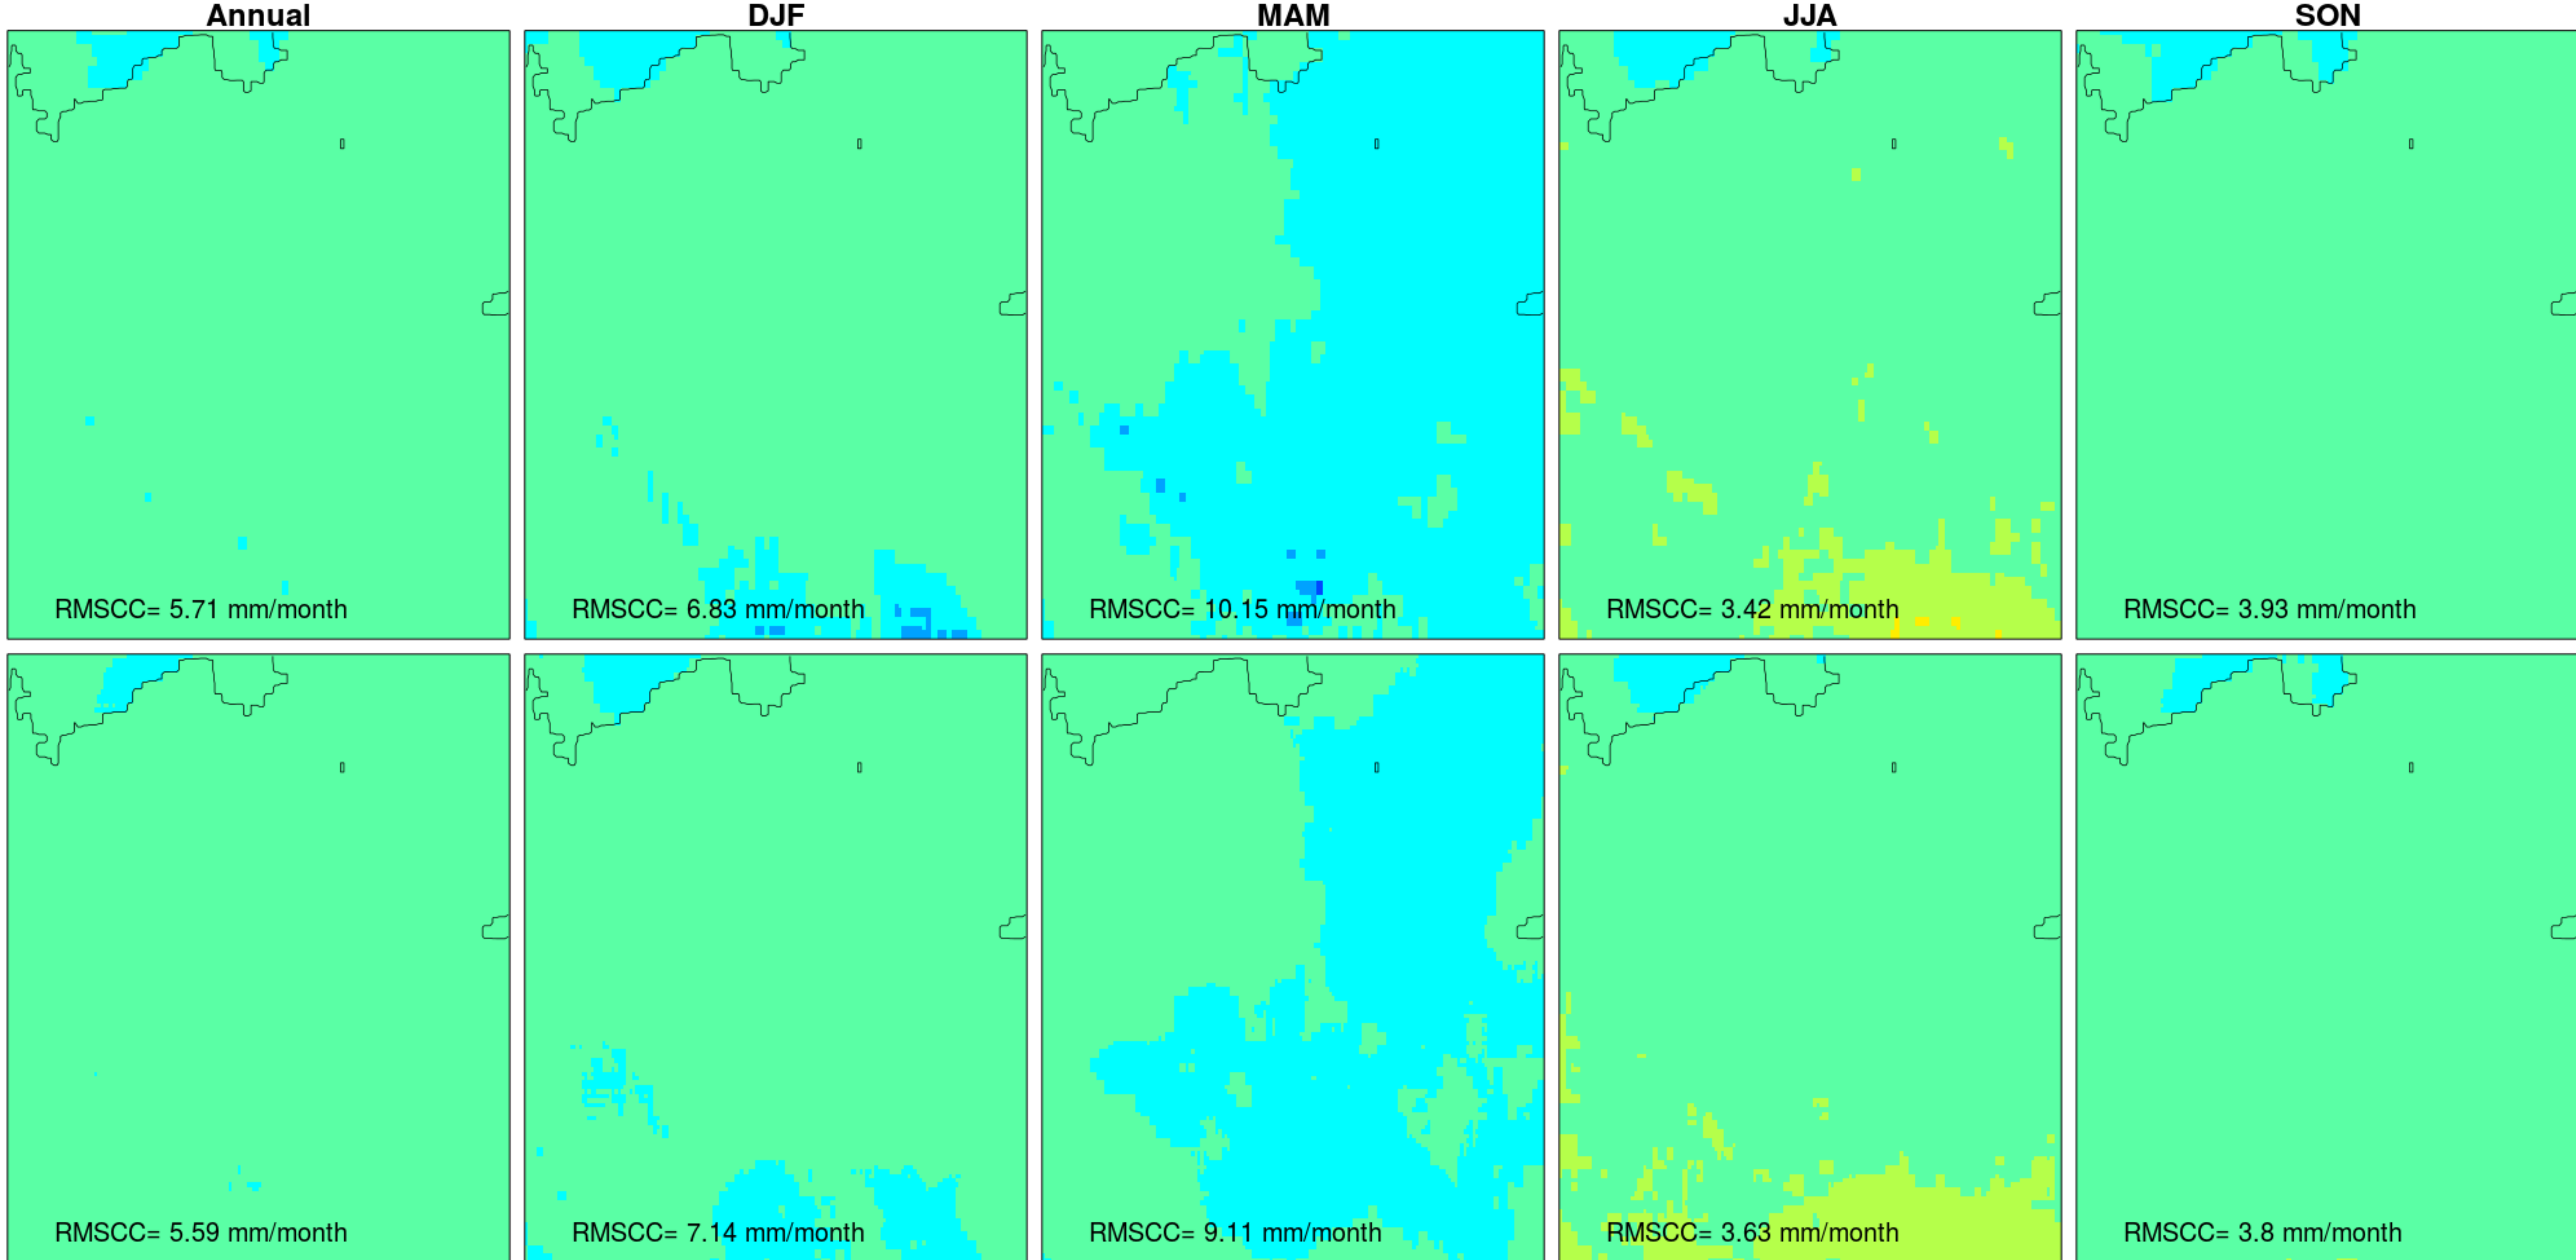 Annual DJF MAM JJA SON
RMSCC= 5.71 mm/month RMSCC= 6.83 mm/month RMSCC= 10.15 mm/month RMSCC= 3.42 mm/month RMSCC= 3.93 mm/month
RMSCC= 5.59 mm/month RMSCC= 7.14 mm/month RMSCC= 9.11 mm/month RMSCC= 3.63 mm/month RMSCC= 3.8 mm/month